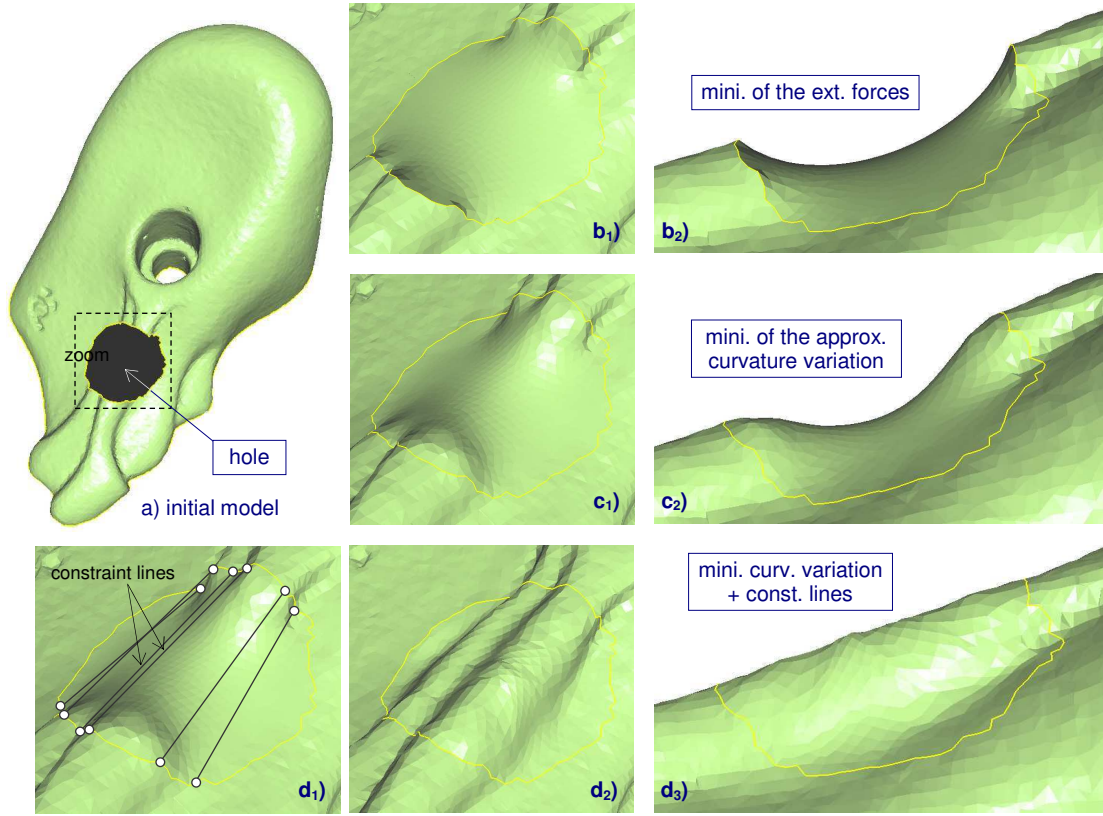 zoom
hole
a) initial model
b₁)
mini. of the ext. forces
b₂)
c₁)
mini. of the approx.
curvature variation
c₂)
constraint lines
d₁)
d₂)
mini. curv. variation
+ const. lines
d₃)